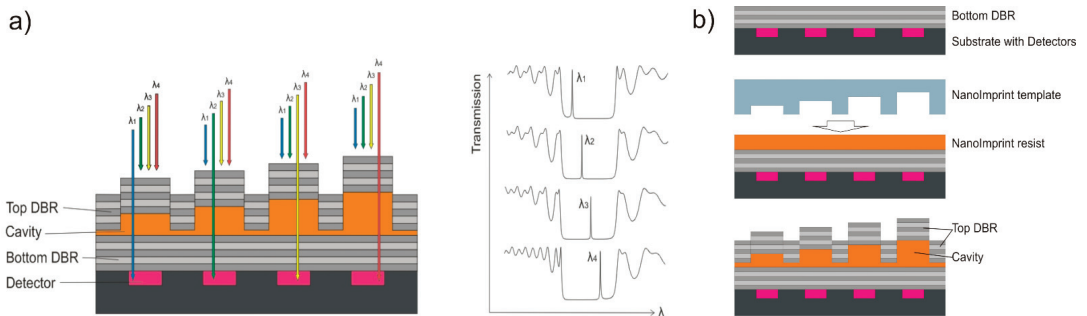 a)
λ1 λ2 λ3 λ4
λ1 λ2 λ3 λ4
λ1 λ2 λ3 λ4
λ1 λ2 λ3 λ4
Top DBR
Cavity
Bottom DBR
Detector
Transmission
λ1
λ2
λ3
λ4
λ
b)
Bottom DBR
Substrate with Detectors
NanoImprint template
NanoImprint resist
Top DBR
Cavity